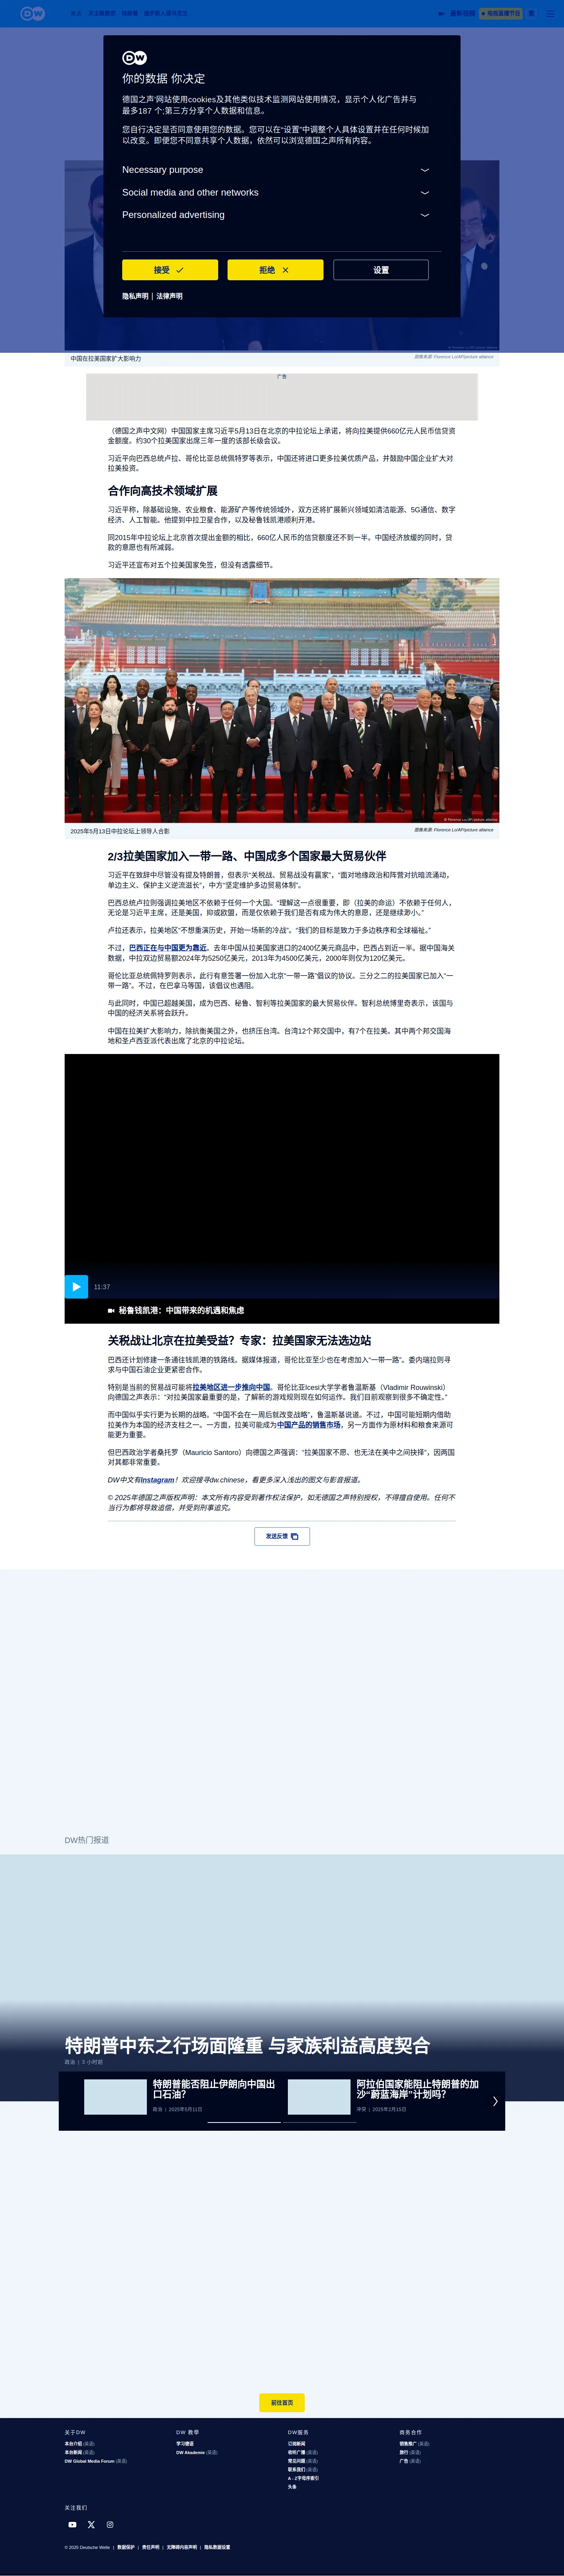 DW
你的数据 你决定
德国之声'网站使用cookies及其他类似技术监测网站使用情况，显示个人化广告并与
最多187 个;第三方分享个人数据和信息。
您自行决定是否同意使用您的数据。您可以在“设置”中调整个人具体设置并在任何时候加
以改变。即便您不同意共享个人数据，依然可以浏览德国之声所有内容。
Necessary purpose
Social media and other networks
Personalized advertising
接受
拒绝
设置
隐私声明 | 法律声明
中国在拉美国家扩大影响力
图像来源: Florence Lo/AP/picture alliance
广告
（德国之声中文网）中国国家主席习近平5月13日在北京的中拉论坛上承诺，将向拉美提供660亿元人民币信贷资
金额度。约30个拉美国家出席三年一度的该部长级会议。
习近平向巴西总统卢拉、哥伦比亚总统佩特罗等表示，中国还将进口更多拉美优质产品，并鼓励中国企业扩大对
拉美投资。
合作向高技术领域扩展
习近平称，除基础设施、农业粮食、能源矿产等传统领域外，双方还将扩展新兴领域如清洁能源、5G通信、数字
经济、人工智能。他提到中拉卫星合作，以及秘鲁钱凯港顺利开港。
同2015年中拉论坛上北京首次提出金额的相比，660亿人民币的信贷额度还不到一半。中国经济放缓的同时，贷
款的意愿也有所减弱。
习近平还宣布对五个拉美国家免签，但没有透露细节。
© Florence Lo/AP/picture alliance
2025年5月13日中拉论坛上领导人合影
图像来源: Florence Lo/AP/picture alliance
2/3拉美国家加入一带一路、中国成多个国家最大贸易伙伴
习近平在致辞中尽管没有提及特朗普，但表示“关税战、贸易战没有赢家”，“面对地缘政治和阵营对抗暗流涌动，
单边主义、保护主义逆流滋长”，中方“坚定维护多边贸易体制”。
巴西总统卢拉则强调拉美地区不依赖于任何一个大国。“理解这一点很重要，即（拉美的命运）不依赖于任何人，
无论是习近平主席，还是美国，抑或欧盟，而是仅依赖于我们是否有成为伟大的意愿，还是继续渺小。”
卢拉还表示，拉美地区“不想重演历史，开始一场新的冷战”。“我们的目标是致力于多边秩序和全球福祉。”
不过，巴西正在与中国更为靠近。去年中国从拉美国家进口的2400亿美元商品中，巴西占到近一半。据中国海关
数据，中拉双边贸易额2024年为5250亿美元，2013年为4500亿美元，2000年则仅为120亿美元。
哥伦比亚总统佩特罗则表示，此行有意签署一份加入北京“一带一路”倡议的协议。三分之二的拉美国家已加入“一
带一路”。不过，在巴拿马等国，该倡议也遇阻。
与此同时，中国已超越美国，成为巴西、秘鲁、智利等拉美国家的最大贸易伙伴。智利总统博里奇表示，该国与
中国的经济关系将会跃升。
中国在拉美扩大影响力，除抗衡美国之外，也挤压台湾。台湾12个邦交国中，有7个在拉美。其中两个邦交国海
地和圣卢西亚派代表出席了北京的中拉论坛。
11:37
秘鲁钱凯港：中国带来的机遇和焦虑
关税战让北京在拉美受益？专家：拉美国家无法选边站
巴西还计划修建一条通往钱凯港的铁路线。据媒体报道，哥伦比亚至少也在考虑加入“一带一路”。委内瑞拉则寻
求与中国石油企业更紧密合作。
特别是当前的贸易战可能将拉美地区进一步推向中国。哥伦比亚Icesi大学学者鲁温斯基（Vladimir Rouwinski）
向德国之声表示：“对拉美国家最重要的是，了解新的游戏规则现在如何运作。我们目前观察到很多不确定性。”
而中国似乎实行更为长期的战略。“中国不会在一周后就改变战略”，鲁温斯基说道。不过，中国可能短期内借助
拉美作为本国的经济支柱之一。一方面，拉美可能成为中国产品的销售市场，另一方面作为原材料和粮食来源可
能更为重要。
但巴西政治学者桑托罗（Mauricio Santoro）向德国之声强调：“拉美国家不愿、也无法在美中之间抉择”，因两国
对其都非常重要。
DW中文有Instagram！欢迎搜寻dw.chinese，看更多深入浅出的图文与影音报道。
© 2025年德国之声版权声明：本文所有内容受到著作权法保护，如无德国之声特别授权，不得擅自使用。任何不
当行为都将导致追偿，并受到刑事追究。
发送反馈
DW热门报道
特朗普中东之行场面隆重 与家族利益高度契合
政治 | 3 小时前
特朗普能否阻止伊朗向中国出
口石油？
政治 | 2025年5月11日
阿拉伯国家能阻止特朗普的加
沙“蔚蓝海岸”计划吗？
冲突 | 2025年2月15日
前往首页
关于DW
本台介绍 (英语)
本台新闻 (英语)
DW Global Media Forum (英语)
DW 教学
学习德语
DW Akademie (英语)
DW服务
订阅新闻
收听广播 (英语)
常见问题 (英语)
联系我们 (英语)
A - Z字母序索引
头条
商务合作
销售推广 (英语)
旅行 (英语)
广告 (英语)
关注我们
© 2025 Deutsche Welle | 数据保护 | 责任声明 | 无障碍内容声明 | 隐私数据设置